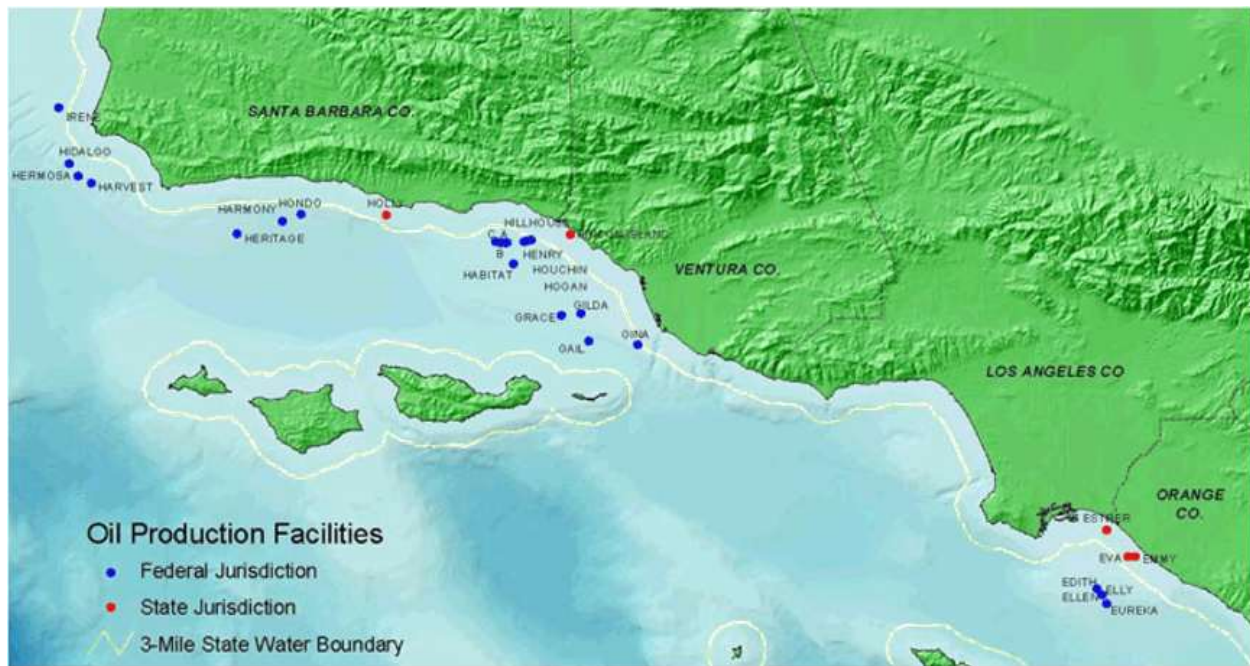 SANTA BARBARA CO.
IRENE
HIDALGO
HERMOSA
HARVEST
HARMONY
HONDO
HERITAGE
HOLLY
HILLHOUSE
C A
B
HENRY
HABITAT
HOUCHIN
HOGAN
VENTURA CO.
GRACE
GILDA
GAIL
GINA
LOS ANGELES CO
ORANGE
CO.
ESTHER
EVA
EMMY
EDITH
ELLY
ELLEN
EUREKA
Oil Production Facilities
Federal Jurisdiction
State Jurisdiction
3-Mile State Water Boundary